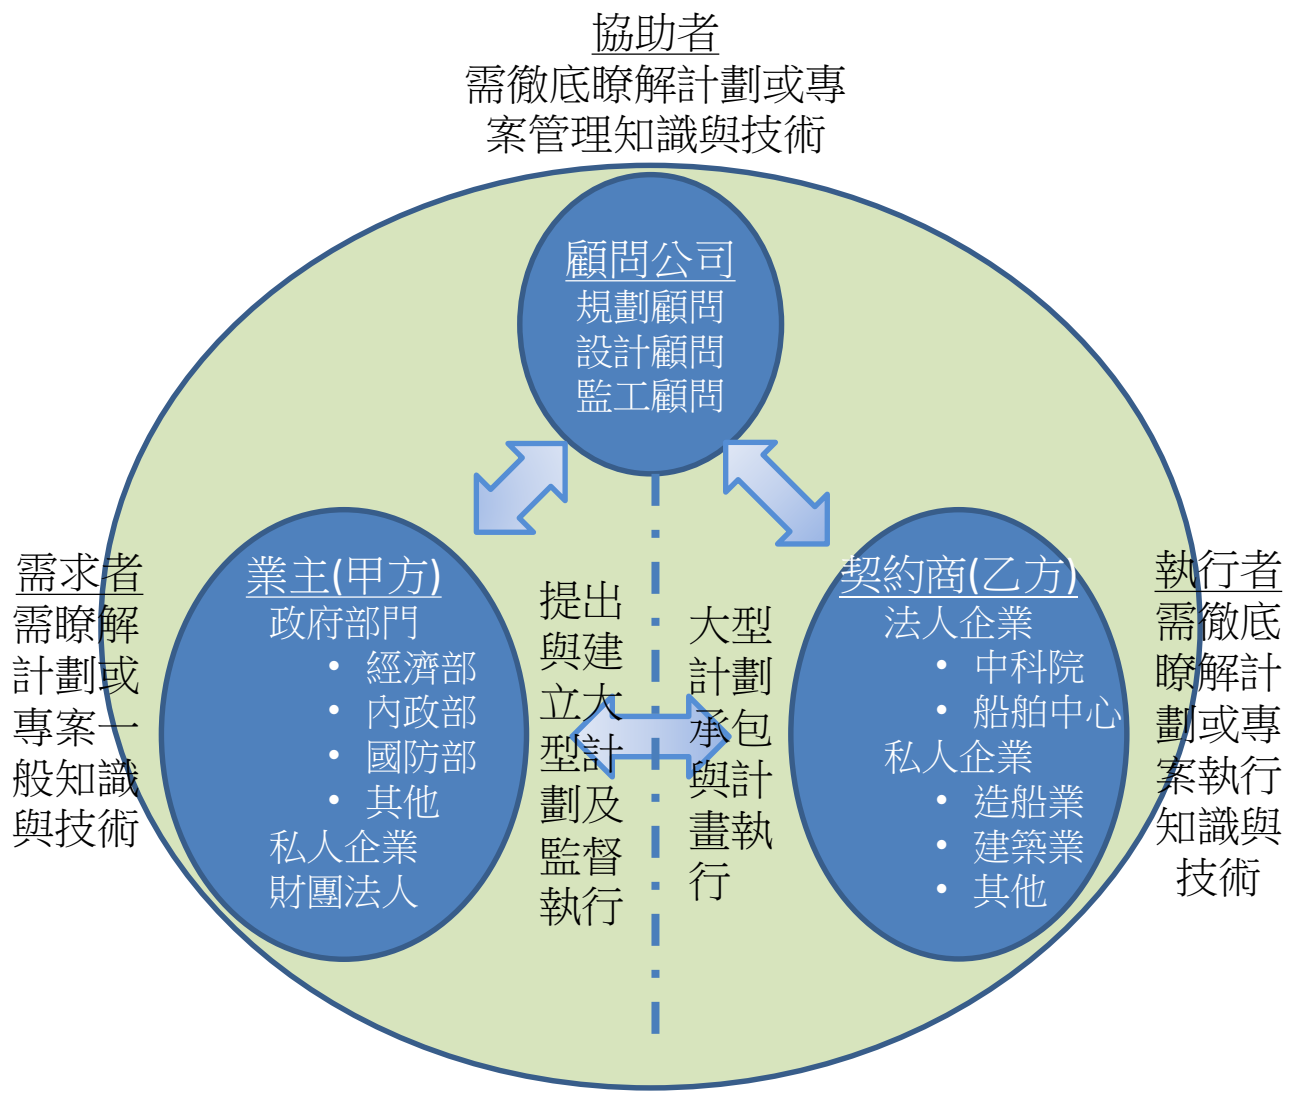 協助者
需徹底瞭解計劃或專
案管理知識與技術
顧問公司
規劃顧問
設計顧問
監工顧問
需求者
需瞭解
計劃或
專案一
般知識
與技術
業主(甲方)
政府部門
• 經濟部
• 內政部
• 國防部
• 其他
私人企業
財團法人
提出
與建
立大
型計
劃及
監督
執行
大型
計劃
承包
與計
畫執
行
契約商(乙方)
法人企業
• 中科院
• 船舶中心
私人企業
• 造船業
• 建築業
• 其他
執行者
需徹底
瞭解計
劃或專
案執行
知識與
技術